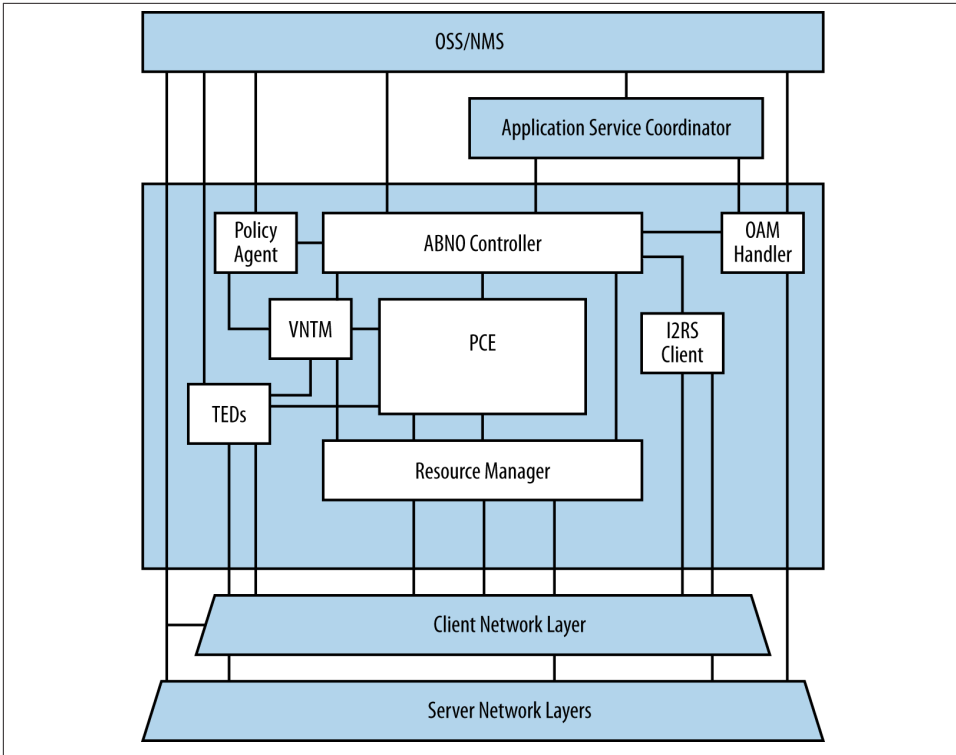 OSS/NMS
Application Service Coordinator
Policy
Agent
ABNO Controller
OAM
Handler
VNTM
PCE
I2RS
Client
TEDs
Resource Manager
Client Network Layer
Server Network Layers